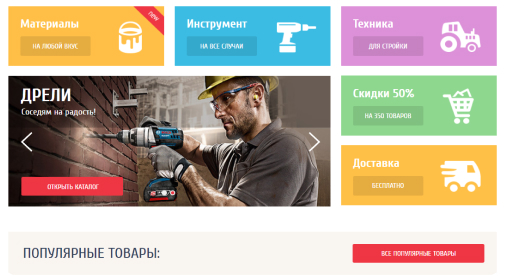 Материалы
НА ЛЮБОЙ ВКУС
new
Инструмент
НА ВСЕ СЛУЧАИ
Техника
ДЛЯ СТРОЙКИ
ДРЕЛИ
Соседям на радость!
ОТКРЫТЬ КАТАЛОГ
Скидки 50%
НА 350 ТОВАРОВ
Доставка
БЕСПЛАТНО
ПОПУЛЯРНЫЕ ТОВАРЫ:
ВСЕ ПОПУЛЯРНЫЕ ТОВАРЫ